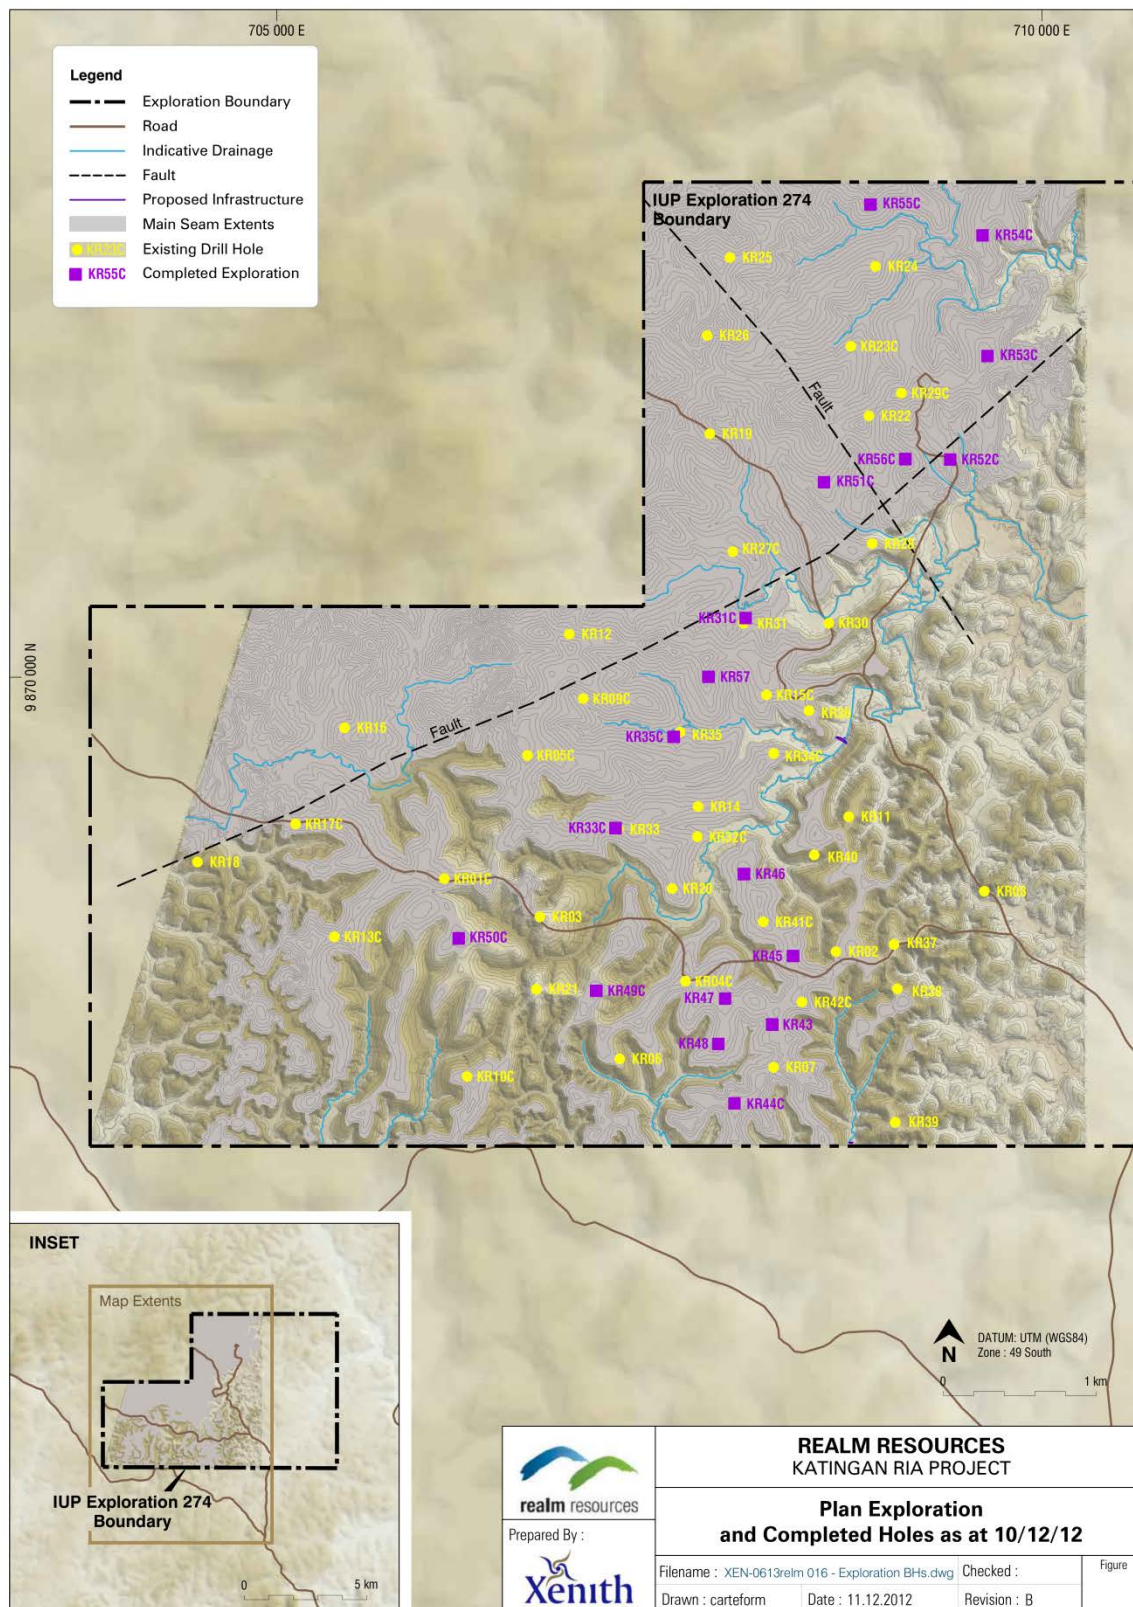 705 000 E
710 000 E
Legend
Exploration Boundary
Road
Indicative Drainage
Fault
Proposed Infrastructure
Main Seam Extents
Existing Drill Hole
KR55C Completed Exploration
IUP Exploration 274
Boundary
KR55C
KR54C
KR25
KR24
KR26
KR23C
KR53C
Fault
KR29C
KR22
KR19
KR56C
KR52C
KR51C
KR28
KR27C
KR31C
KR31
KR30
KR12
9 870 000 N
KR57
KR15C
KR09C
KR36
KR16
Fault
KR35C
KR35
KR05C
KR34C
KR14
KR11
KR17C
KR33C
KR33
KR32C
KR40
KR18
KR46
KR01C
KR20
KR08
KR03
KR41C
KR13C
KR50C
KR37
KR02
KR45
KR04C
KR21
KR49C
KR47
KR42C
KR38
KR43
KR48
KR06
KR07
KR10C
KR44C
KR39
INSET
Map Extents
IUP Exploration 274
Boundary
0 5 km
N
DATUM: UTM (WGS84)
Zone : 49 South
0 1 km
realm resources
REALM RESOURCES
KATINGAN RIA PROJECT
Plan Exploration
and Completed Holes as at 10/12/12
Prepared By :
Xenith
Filename : XEN-0613relm 016 - Exploration BHs.dwg
Checked :
Figure
Drawn : carteform
Date : 11.12.2012
Revision : B